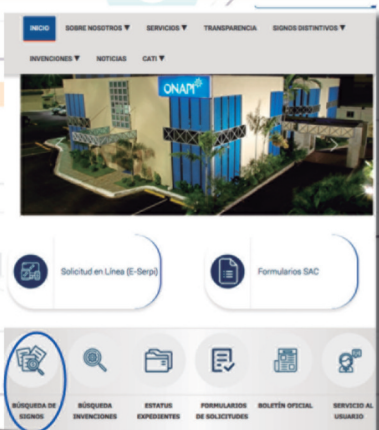 INICIO SOBRE NOSOTROS ▼ SERVICIOS ▼ TRANSPARENCIA SIGNOS DISTINTIVOS ▼
INVENCIONES ▼ NOTICIAS CATI ▼
ONAPI
Solicitud en Línea (E-Serpi)
Formularios SAC
BÚSQUEDA DE SIGNOS
BÚSQUEDA INVENCIONES
ESTATUS EXPEDIENTES
FORMULARIOS DE SOLICITUDES
BOLETÍN OFICIAL
SERVICIO AL USUARIO